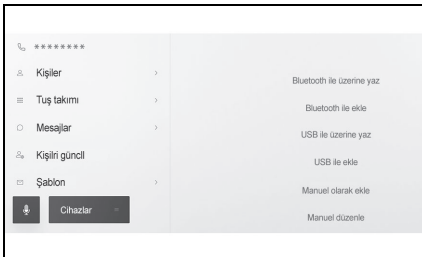 ********
Kişiler
Tuş takımı
Mesajlar
Kişilri güncll
Şablon
Cihazlar
Bluetooth ile üzerine yaz
Bluetooth ile ekle
USB ile üzerine yaz
USB ile ekle
Manuel olarak ekle
Manuel düzenle